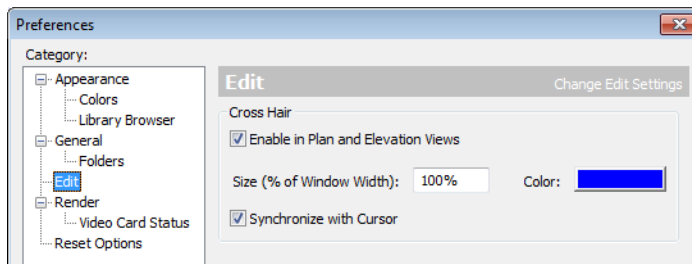 Preferences
Category:
Appearance
Colors
Library Browser
General
Folders
Edit
Render
Video Card Status
Reset Options
Edit
Change Edit Settings
Cross Hair
Enable in Plan and Elevation Views
Size (% of Window Width): 100% Color:
Synchronize with Cursor